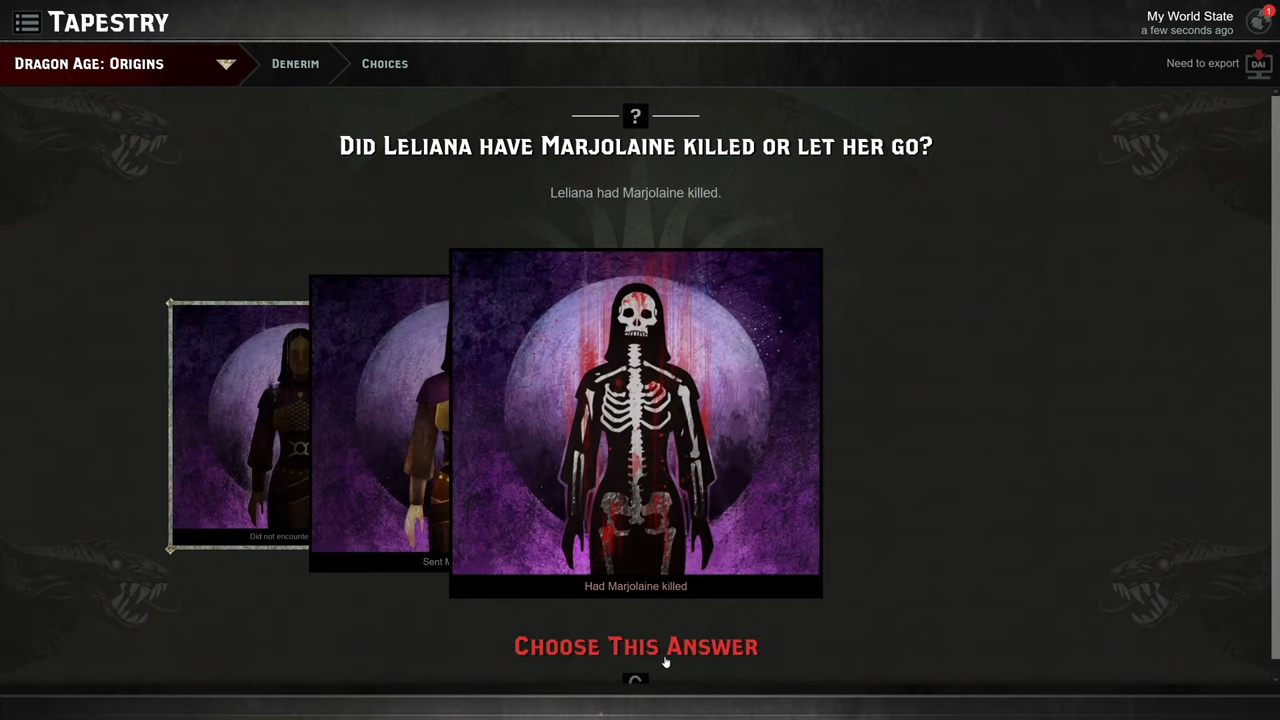 TAPESTRY
My World State
a few seconds ago
1
DRAGON AGE: ORIGINS
DENERIM
CHOICES
Need to export
DAI
?
DID LELIANA HAVE MARJOLAINE KILLED OR LET HER GO?
Leliana had Marjolaine killed.
Did not encounte
Sent M
Had Marjolaine killed
CHOOSE THIS ANSWER